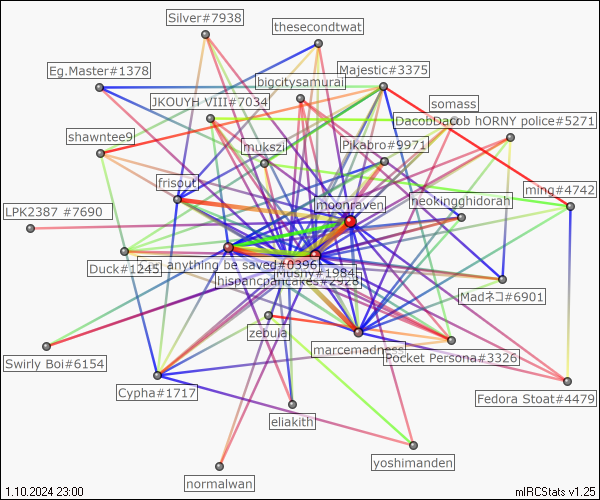 Silver#7938
thesecondtwat
Eg.Master#1378
Majestic#3375
bigcitysamurai
JKOUYH VIII#7034
somass
DacobDacob hORNY police#5271
shawntee9
mukszi
Pikabro#9971
frisout
ming#4742
moonraven
neokingghidorah
LPK2387 #7690
Duck#1245
anything be saved#0396
Mushy#1984
hispancpancakes#2928
Madネコ#6901
zebula
marcemadness
Swirly Boi#6154
Pocket Persona#3326
Cypha#1717
Fedora Stoat#4479
eliakith
yoshimanden
normalwan
1.10.2024 23:00
mIRCStats v1.25